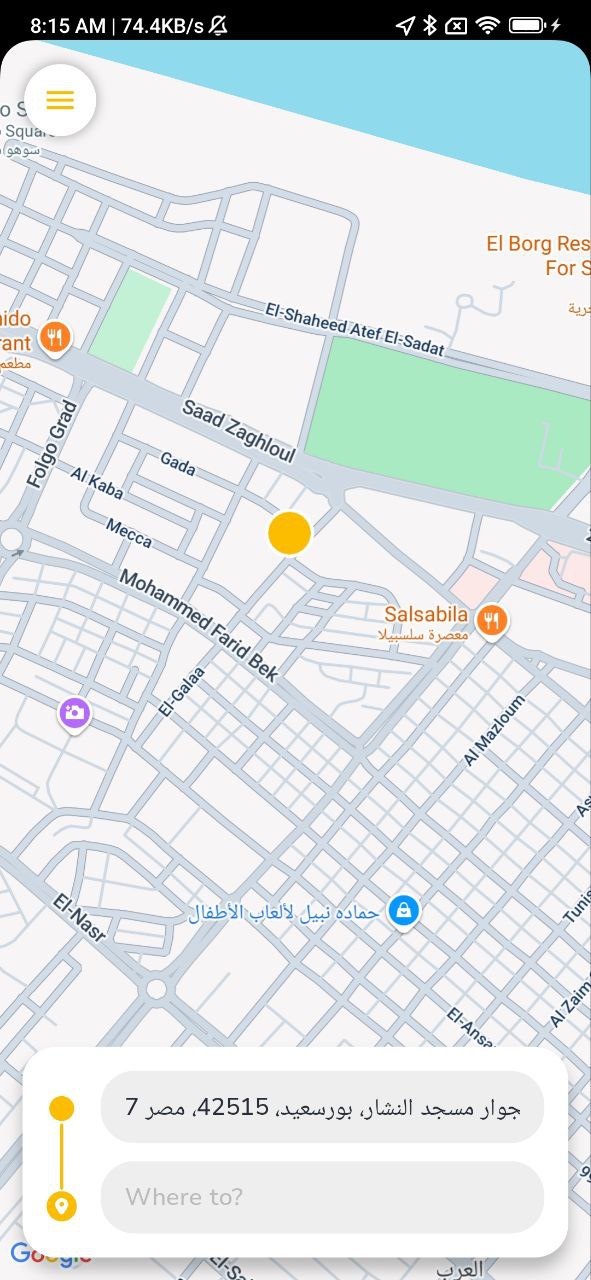 8:15 AM | 74.4KB/s
El Borg Res
For S
El-Shaheed Atef El-Sadat
مطعم
Saad Zaghloul
Folgo Grad
Gada
Al Kaba
Mecca
Mohammed Farid Bek
Salsabila
معصرة سلسبيلا
El-Galaa
Al Mazloum
حماده نبيل لألعاب الأطفال
El-Nasr
Tunis
Al Zaim
El-Ansa
جوار مسجد النشار، بورسعيد، 42515، مصر 7
Where to?
Google
العرب